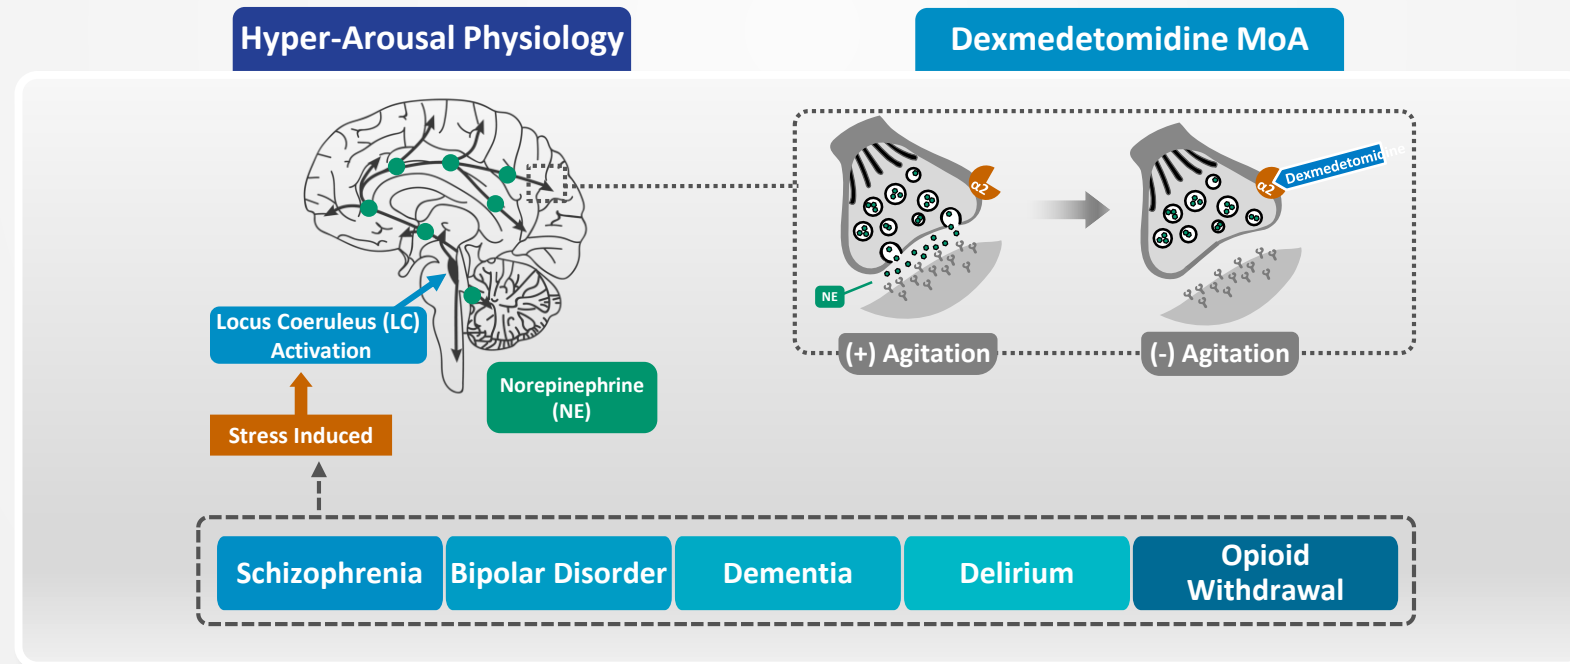 Hyper-Arousal Physiology
Dexmedetomidine MoA
α2
α2
Dexmedetomidine
NE
(+) Agitation
(-) Agitation
Locus Coeruleus (LC)
Activation
Norepinephrine
(NE)
Stress Induced
Schizophrenia
Bipolar Disorder
Dementia
Delirium
Opioid
Withdrawal